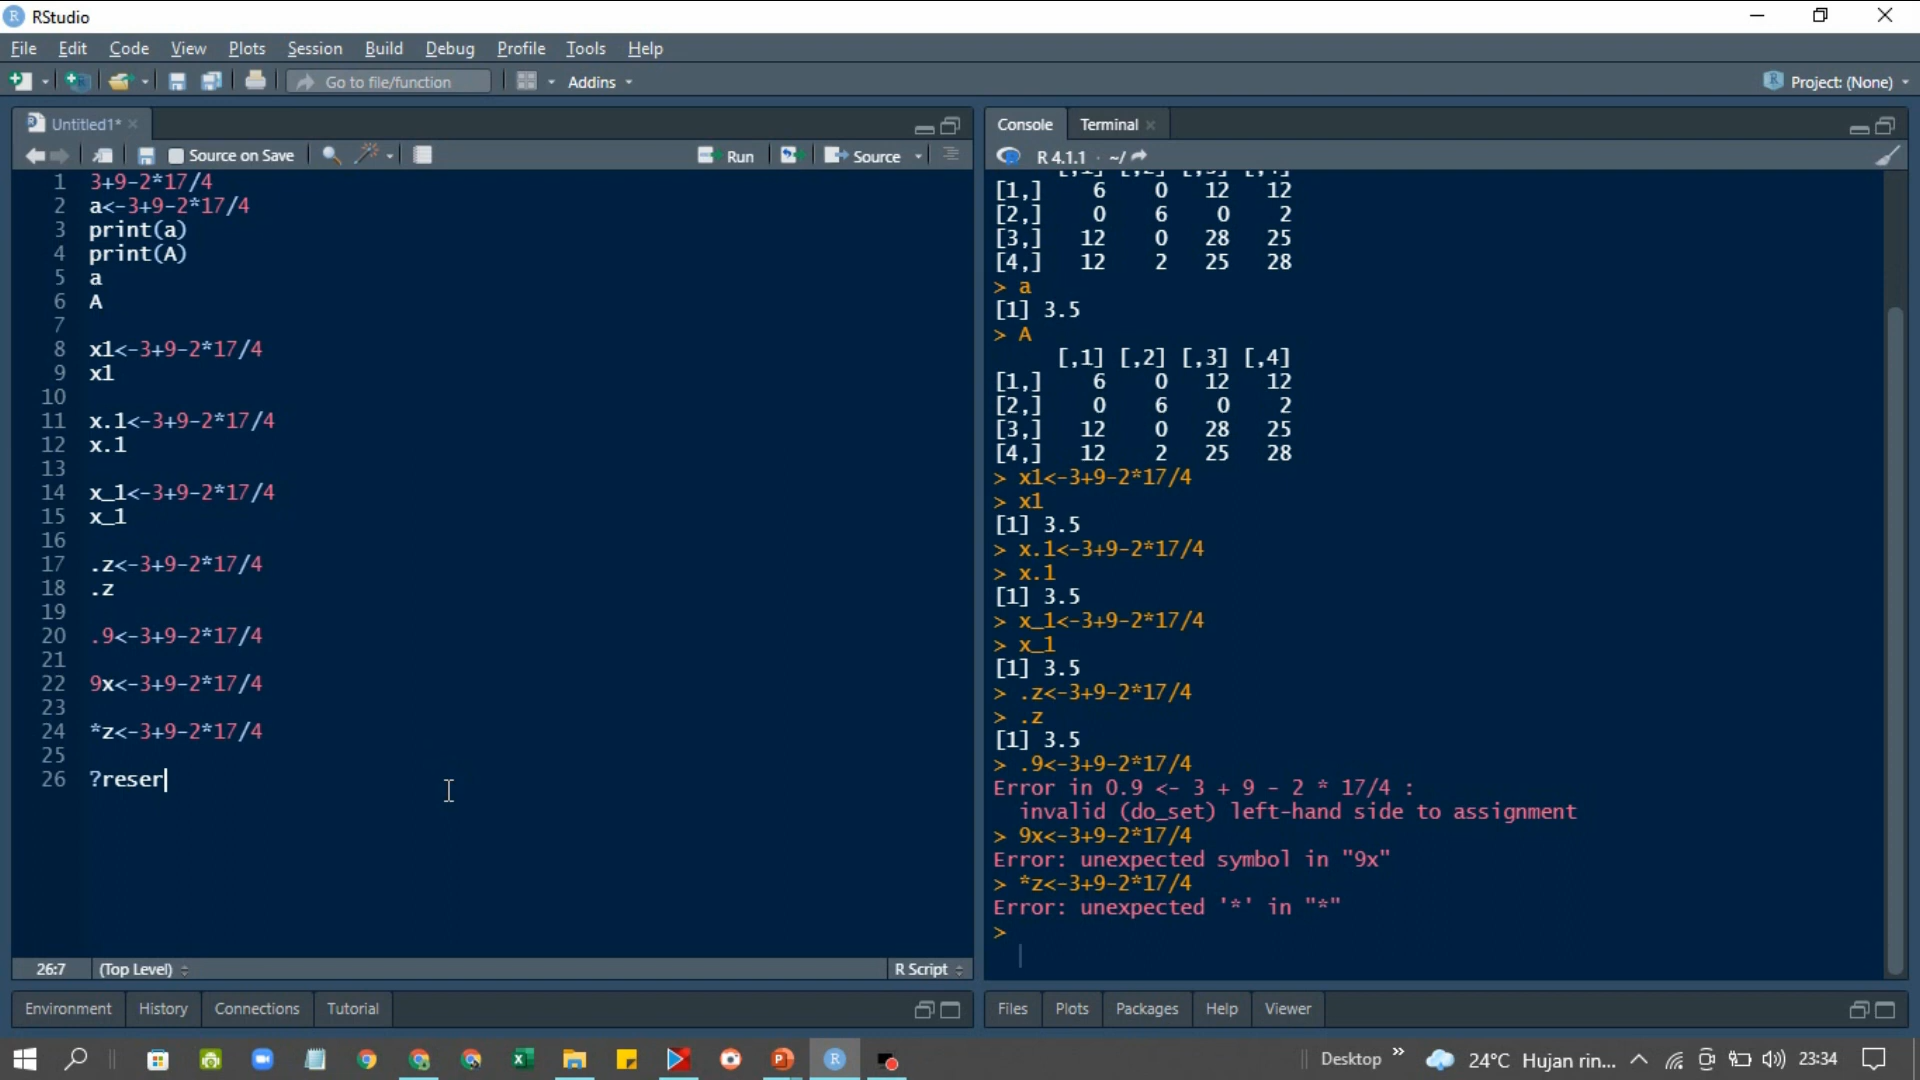 RStudio
File Edit Code View Plots Session Build Debug Profile Tools Help
Go to file/function Addins Project: (None)
Untitled1*
Source on Save Run Source
1 3+9-2*17/4
2 a<-3+9-2*17/4
3 print(a)
4 print(A)
5 a
6 A
7
8 x1<-3+9-2*17/4
9 x1
10
11 x.1<-3+9-2*17/4
12 x.1
13
14 x_1<-3+9-2*17/4
15 x_1
16
17 .z<-3+9-2*17/4
18 .z
19
20 .9<-3+9-2*17/4
21
22 9x<-3+9-2*17/4
23
24 *z<-3+9-2*17/4
25
26 ?reser
26:7 (Top Level) R Script
Environment History Connections Tutorial
Console Terminal
R 4.1.1 · ~/
[,1] [,2] [,3] [,4]
[1,] 6 0 12 12
[2,] 0 6 0 2
[3,] 12 0 28 25
[4,] 12 2 25 28
> a
[1] 3.5
> A
[,1] [,2] [,3] [,4]
[1,] 6 0 12 12
[2,] 0 6 0 2
[3,] 12 0 28 25
[4,] 12 2 25 28
> x1<-3+9-2*17/4
> x1
[1] 3.5
> x.1<-3+9-2*17/4
> x.1
[1] 3.5
> x_1<-3+9-2*17/4
> x_1
[1] 3.5
> .z<-3+9-2*17/4
> .z
[1] 3.5
> .9<-3+9-2*17/4
Error in 0.9 <- 3 + 9 - 2 * 17/4 :
invalid (do_set) left-hand side to assignment
> 9x<-3+9-2*17/4
Error: unexpected symbol in "9x"
> *z<-3+9-2*17/4
Error: unexpected '*' in "*"
>
Files Plots Packages Help Viewer
Desktop 24°C Hujan rin... 23:34